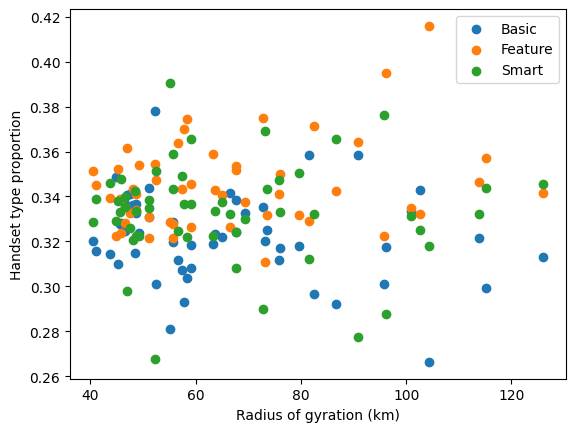 0.42
0.40
0.38
0.36
0.34
0.32
0.30
0.28
0.26
Handset type proportion
Basic
Feature
Smart
40
60
80
100
120
Radius of gyration (km)